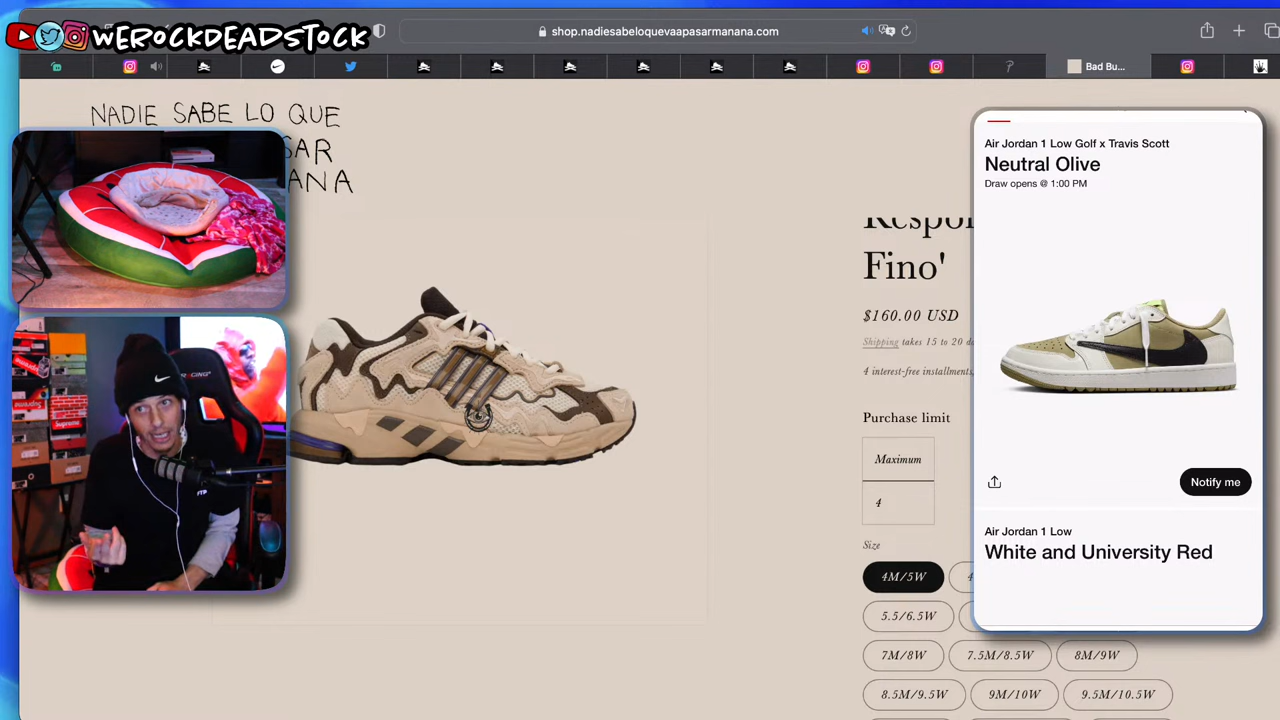 WEROCKDEADSTOCK
shop.nadiesabeloquevaapasarmanana.com
Bad Bu...
NADIE SABE LO QUE
SAR
ANA
Fino'
$160.00 USD
Shipping takes 15 to 20 da
4 interest-free installments,
Purchase limit
Maximum
4
Size
4M/5W
5.5/6.5W
7M/8W
7.5M/8.5W
8M/9W
8.5M/9.5W
9M/10W
9.5M/10.5W
Air Jordan 1 Low Golf x Travis Scott
Neutral Olive
Draw opens @ 1:00 PM
Notify me
Air Jordan 1 Low
White and University Red
Supreme
FTP